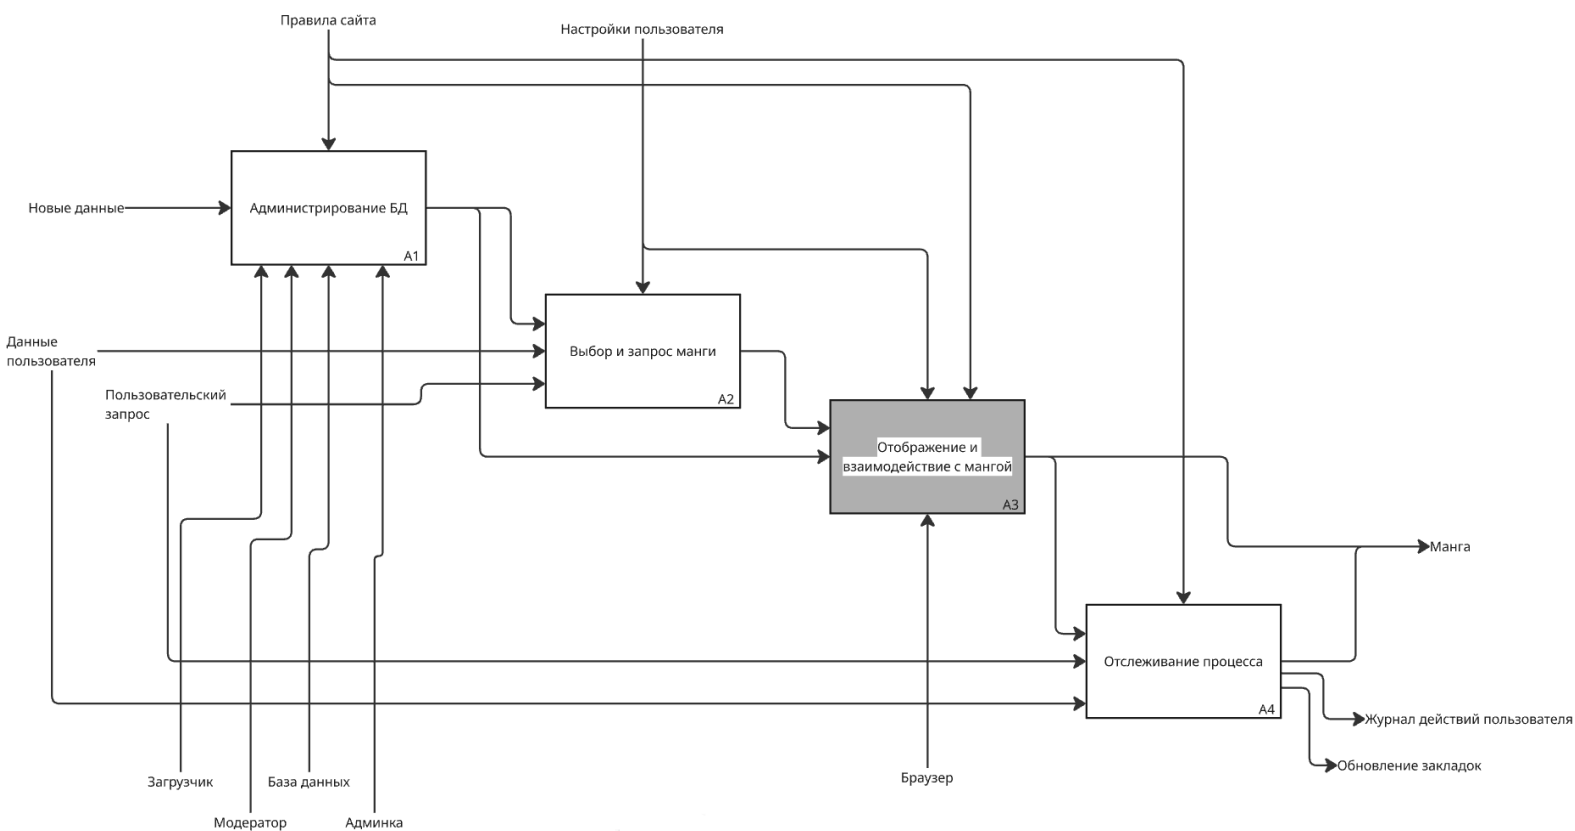 Правила сайта
Настройки пользователя
Новые данные
Администрирование БД
A1
Данные
пользователя
Выбор и запрос манги
A2
Пользовательский
запрос
Отображение и
взаимодействие с мангой
A3
Манга
Отслеживание процесса
A4
Журнал действий пользователя
Обновление закладок
Загрузчик
База данных
Браузер
Модератор
Админка